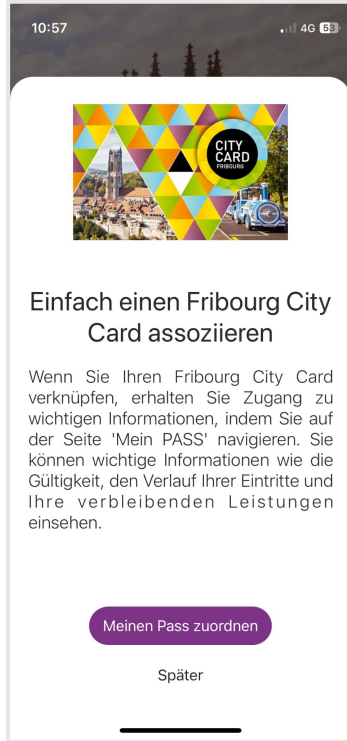 10:57
4G 53
CITY
CARD
FRIBOURG
Einfach einen Fribourg City
Card assoziieren
Wenn Sie Ihren Fribourg City Card
verknüpfen, erhalten Sie Zugang zu
wichtigen Informationen, indem Sie auf
der Seite 'Mein PASS' navigieren. Sie
können wichtige Informationen wie die
Gültigkeit, den Verlauf Ihrer Eintritte und
Ihre verbleibenden Leistungen
einsehen.
Meinen Pass zuordnen
Später